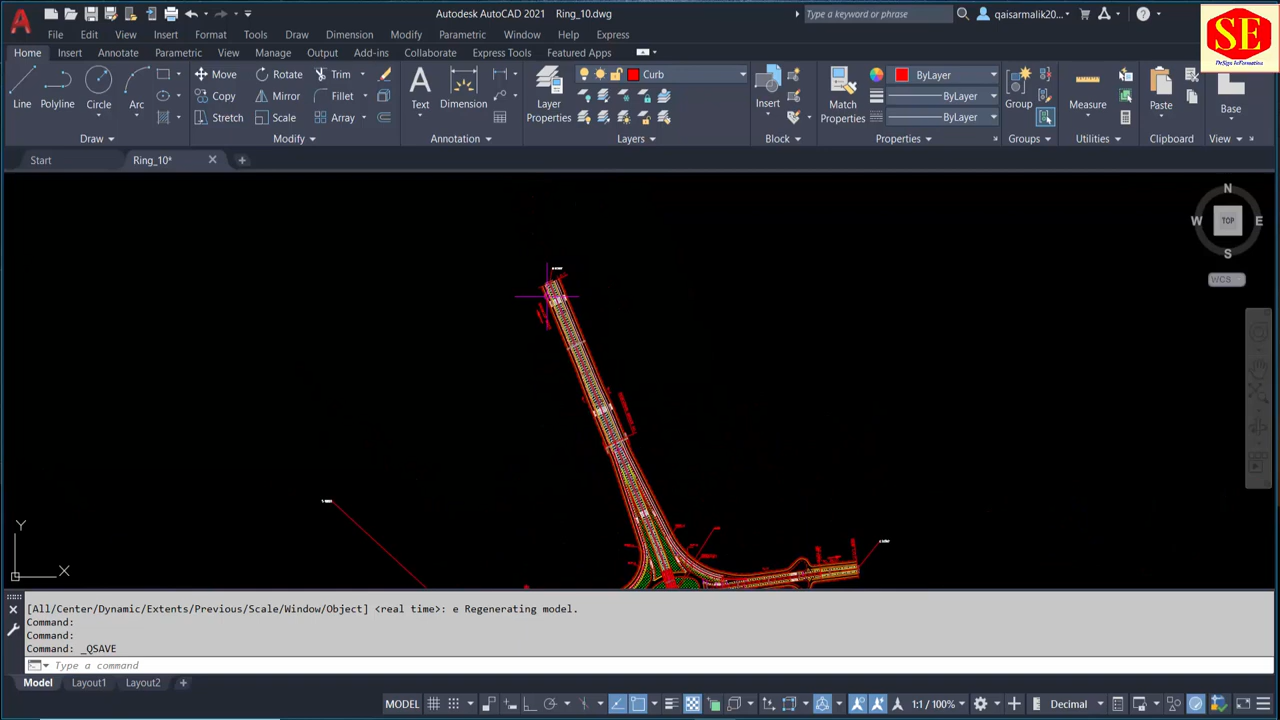 Autodesk AutoCAD 2021 Ring_10.dwg
Type a keyword or phrase
qaisarmalik20...
SE
DeSign InFormatIve
File Edit View Insert Format Tools Draw Dimension Modify Parametric Window Help Express
Home Insert Annotate Parametric View Manage Output Add-ins Collaborate Express Tools Featured Apps
Line Polyline Circle Arc
Move Rotate Trim
Copy Mirror Fillet
Stretch Scale Array
Text Dimension
Layer Properties
Curb
Insert
Match Properties
ByLayer
ByLayer
ByLayer
Group
Measure
Paste
Base
Draw Modify Annotation Layers Block Properties Groups Utilities Clipboard View
Start Ring_10*
N
W TOP E
S
WCS
Y
X
[All/Center/Dynamic/Extents/Previous/Scale/Window/Object] <real time>: e Regenerating model.
Command:
Command:
Command: _QSAVE
Type a command
Model Layout1 Layout2
MODEL 1:1 / 100% Decimal